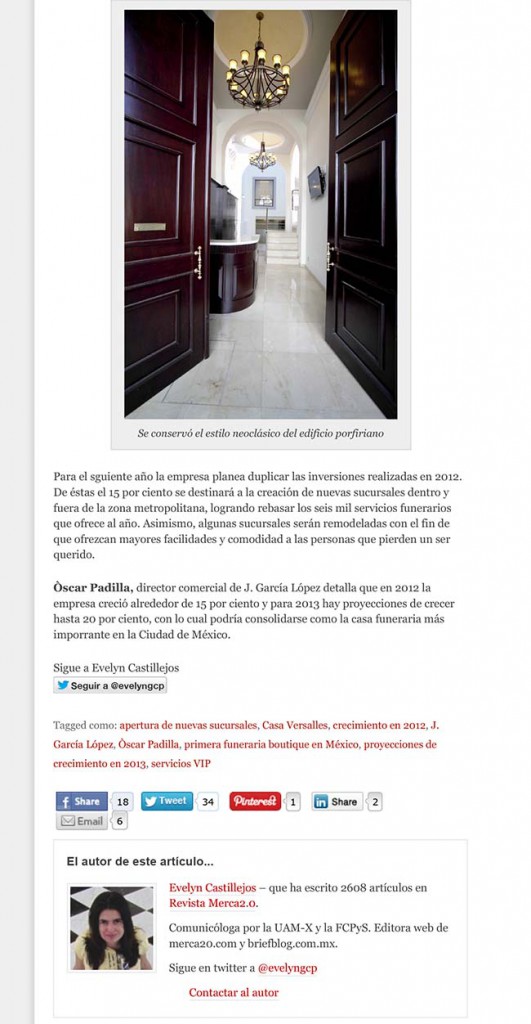 Se conservó el estilo neoclásico del edificio porfiriano
Para el sguiente año la empresa planea duplicar las inversiones realizadas en 2012.
De éstas el 15 por ciento se destinará a la creación de nuevas sucursales dentro y
fuera de la zona metropolitana, logrando rebasar los seis mil servicios funerarios
que ofrece al año. Asimismo, algunas sucursales serán remodeladas con el fin de
que ofrezcan mayores facilidades y comodidad a las personas que pierden un ser
querido.
Òscar Padilla, director comercial de J. García López detalla que en 2012 la
empresa creció alrededor de 15 por ciento y para 2013 hay proyecciones de crecer
hasta 20 por ciento, con lo cual podría consolidarse como la casa funeraria más
imporrante en la Ciudad de México.
Sigue a Evelyn Castillejos
Seguir a @evelyngcp
Tagged como: apertura de nuevas sucursales, Casa Versalles, crecimiento en 2012, J.
García López, Òscar Padilla, primera funeraria boutique en México, proyecciones de
crecimiento en 2013, servicios VIP
f Share 18 Tweet 34 Pinterest 1 in Share 2
Email 6
El autor de este artículo...
Evelyn Castillejos – que ha escrito 2608 artículos en
Revista Merca2.0.
Comunicóloga por la UAM-X y la FCPyS. Editora web de
merca20.com y briefblog.com.mx.
Sigue en twitter a @evelyngcp
Contactar al autor